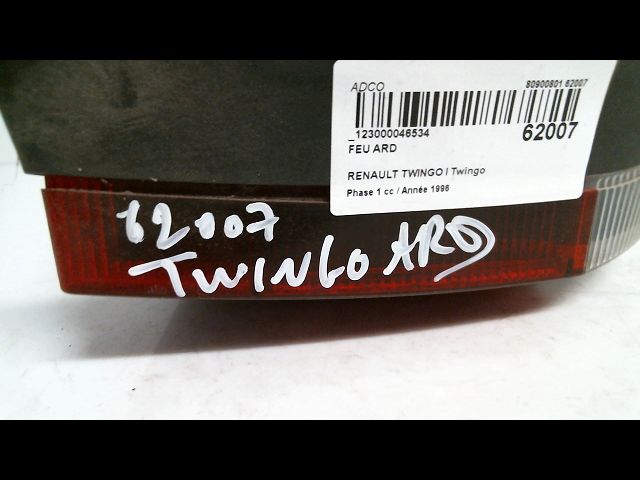 ADCO 80900801 62007
_123000046534 62007
FEU ARD
RENAULT TWINGO I Twingo
Phase 1 cc / Année 1996
62007
TWINGO ARD